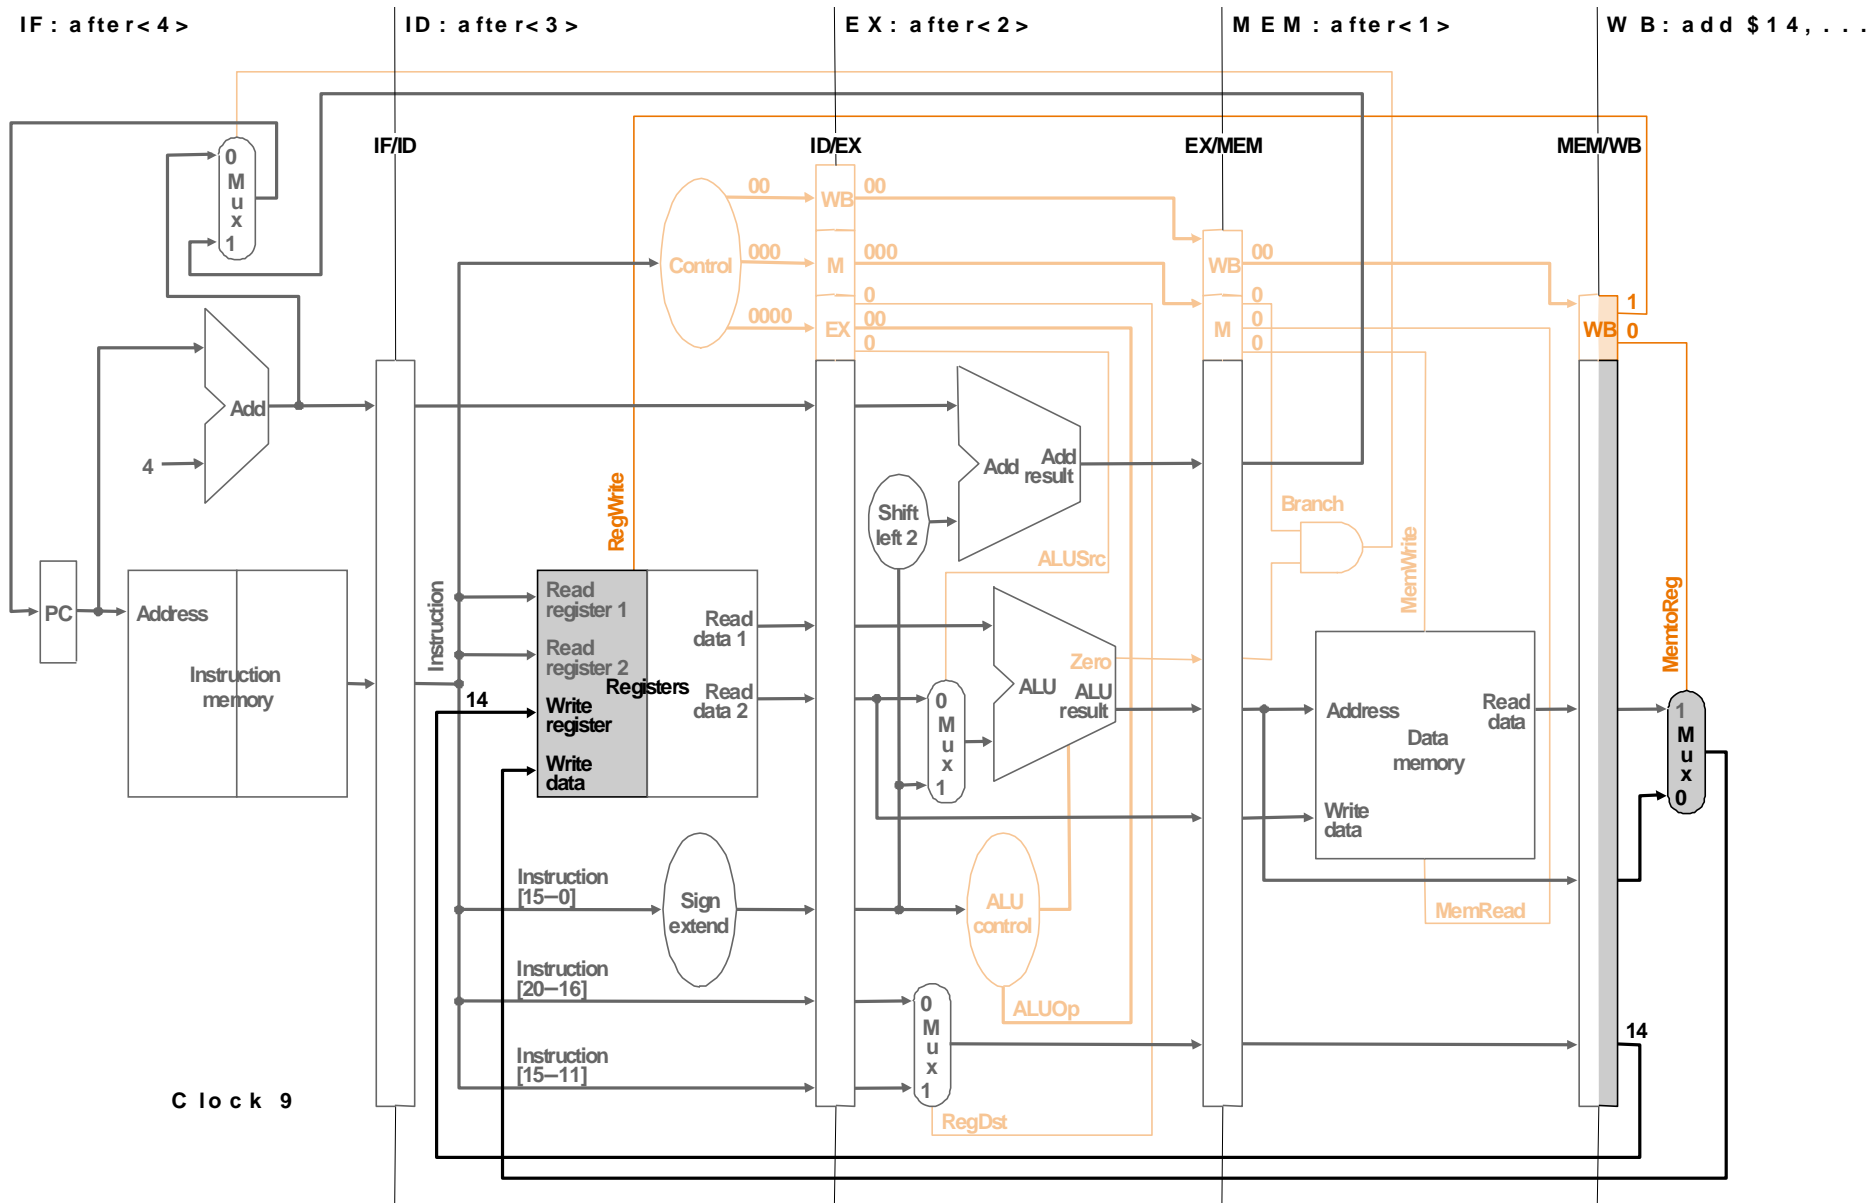 IF: after<4>
ID: after<3>
EX: after<2>
MEM: after<1>
WB: add $14, . . .
IF/ID
ID/EX
EX/MEM
MEM/WB
0
M
u
x
1
Control
00
000
0000
WB
M
EX
00
000
0
00
0
WB
M
00
0
0
0
WB
1
0
Add
4
RegWrite
Shift
left 2
Add
Add
result
ALUSrc
Branch
MemWrite
MemtoReg
PC
Address
Instruction
memory
Instruction
Read
register 1
Read
register 2
Registers
Write
register
Write
data
14
Read
data 1
Read
data 2
0
M
u
x
1
Zero
ALU
ALU
result
Address
Data
memory
Read
data
Write
data
1
M
u
x
0
Instruction
[15–0]
Sign
extend
ALU
control
MemRead
Instruction
[20–16]
0
M
u
x
1
ALUOp
14
Instruction
[15–11]
RegDst
Clock 9